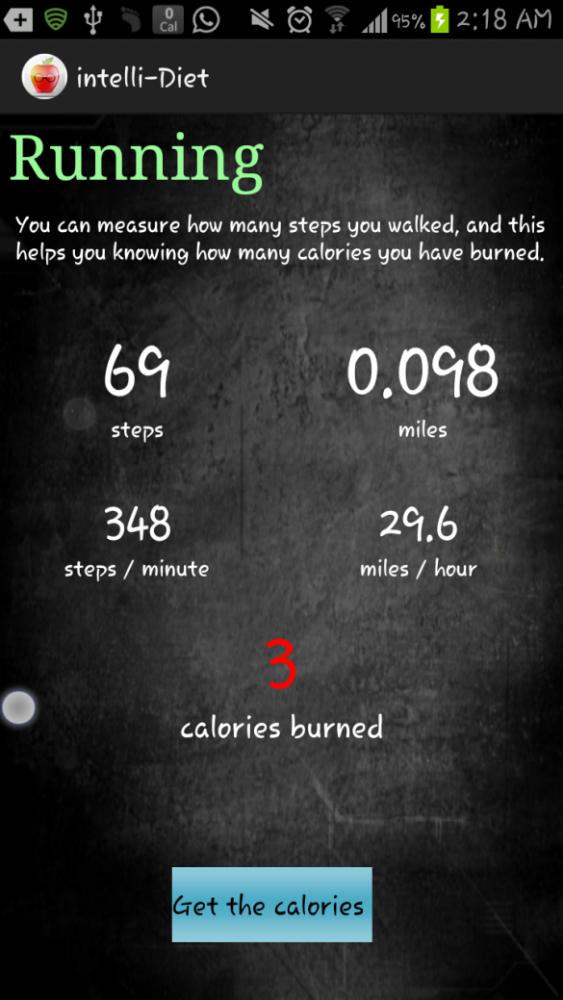 0
Cal
95%
2:18 AM
intelli-Diet
Running
You can measure how many steps you walked, and this
helps you knowing how many calories you have burned.
69
0.098
steps
miles
348
29.6
steps / minute
miles / hour
3
calories burned
Get the calories